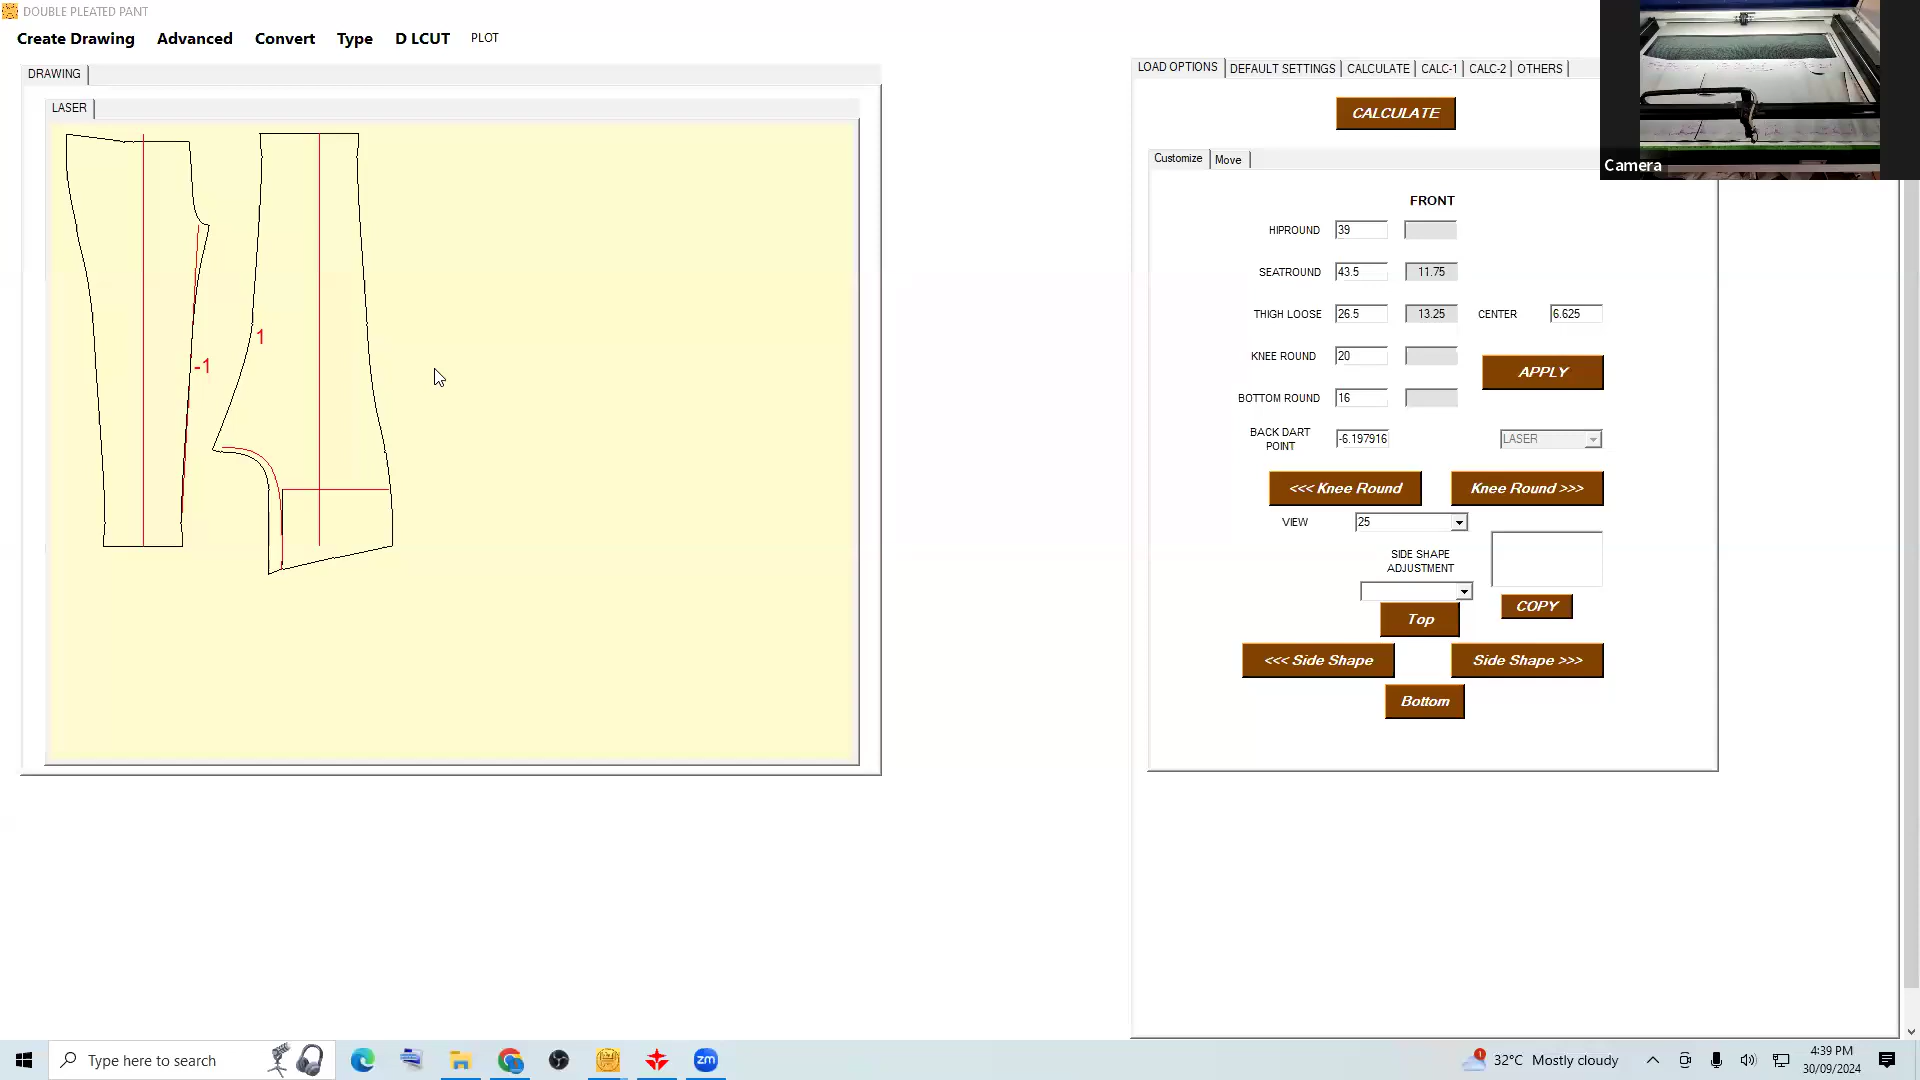 DOUBLE PLEATED PANT
Create Drawing Advanced Convert Type D LCUT PLOT
DRAWING
LASER
1
-1
LOAD OPTIONS DEFAULT SETTINGS CALCULATE CALC-1 CALC-2 OTHERS
CALCULATE
Customize Move
FRONT
HIPROUND 39
SEATROUND 43.5 11.75
THIGH LOOSE 26.5 13.25 CENTER 6.625
KNEE ROUND 20
APPLY
BOTTOM ROUND 16
BACK DART
POINT
-6.197916 LASER
<<< Knee Round Knee Round >>>
VIEW 25
SIDE SHAPE
ADJUSTMENT
COPY
Top
<<< Side Shape Side Shape >>>
Bottom
Camera
Type here to search
zm
1
32°C Mostly cloudy
4:39 PM
30/09/2024